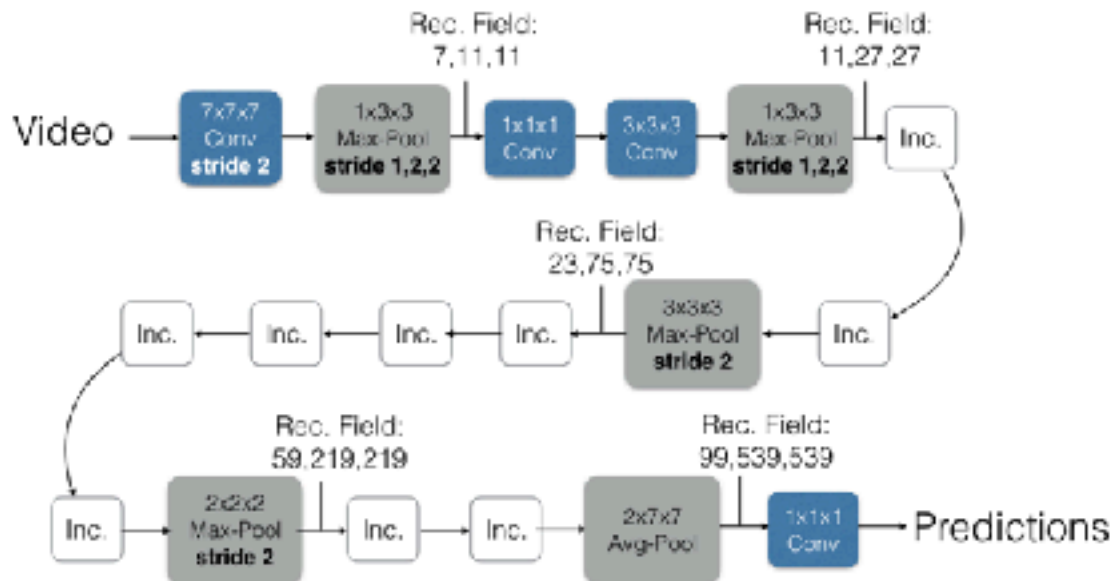 Rec. Field:
7,11,11
Rec. Field:
11,27,27
Video
7x7x7
Conv
stride 2
1x3x3
Max-Pool
stride 1,2,2
1x1x1
Conv
3x3x3
Conv
1x3x3
Max-Pool
stride 1,2,2
Inc.
Rec. Field:
23,75,75
Inc.
Inc.
Inc.
Inc.
3x3x3
Max-Pool
stride 2
Inc.
Rec. Field:
59,219,219
Rec. Field:
99,539,539
Inc.
2x2x2
Max-Pool
stride 2
Inc.
Inc.
2x7x7
Avg-Pool
1x1x1
Conv
Predictions